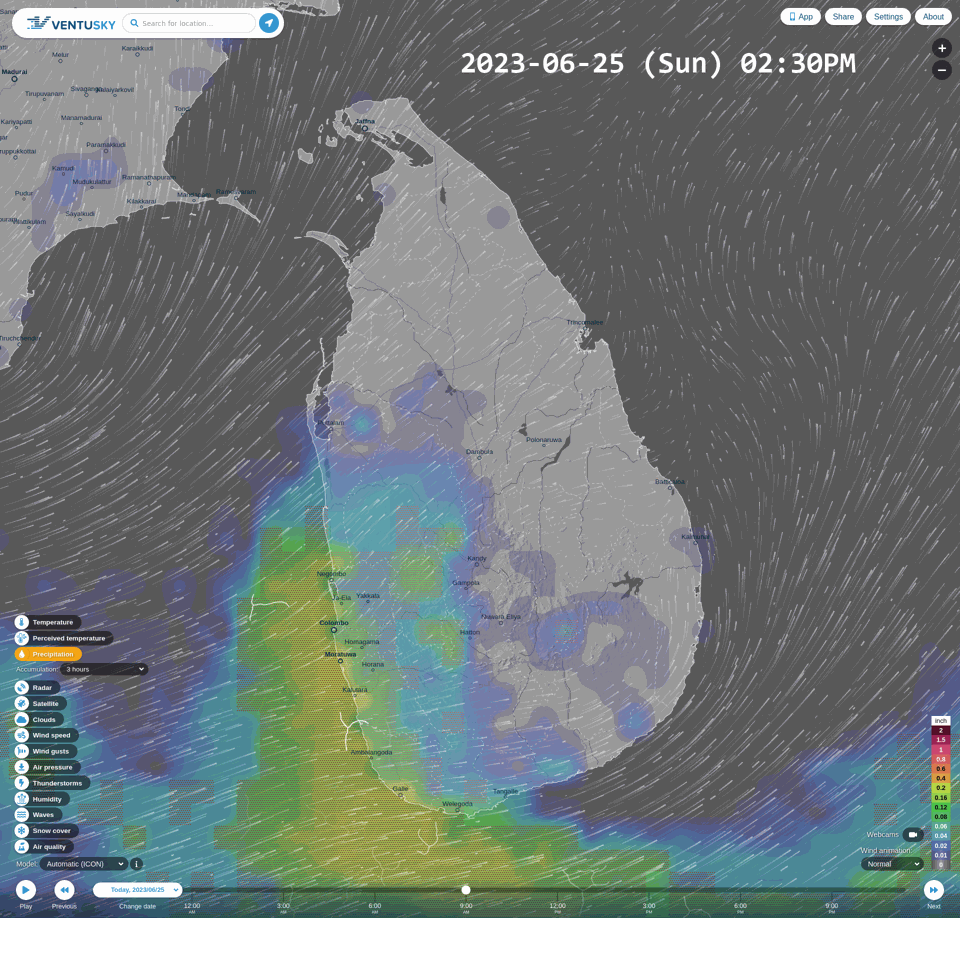 VENTUSKY
Search for location...
App
Share
Settings
About
2023-06-25 (Sun) 02:30PM
+
−
Melur
Karaikkudi
Madurai
Tirupuvanam
Kalaiyarkovil
Manamadurai
Tondi
Jaffna
Paramakkudi
Kamudi
Mudukulattur
Ramanathapuram
Pudur
Kilakkarai
Mandapam
Rameswaram
Sayalkudi
Tiruchchendur
Trincomalee
Puttalam
Polonaruwa
Dambola
Batticaloa
Kalmunai
Kandy
Negombo
Gampola
Ja-Ela
Yakkala
Nuwara Eliya
Colombo
Hatton
Homagama
Moratuwa
Horana
Kalutara
Ambalangoda
Galle
Tangalle
Weligoda
Temperature
Perceived temperature
Precipitation
Accumulation:
3 hours
Radar
Satellite
Clouds
Wind speed
Wind gusts
Air pressure
Thunderstorms
Humidity
Waves
Snow cover
Air quality
Model:
Automatic (ICON)
i
inch
2
1.5
1
0.8
0.6
0.4
0.2
0.16
0.12
0.08
0.06
0.04
0.02
0.01
0
Webcams
Wind animation:
Normal
Play
Previous
Today, 2023/06/25
Change date
12:00
AM
3:00
AM
6:00
AM
9:00
AM
12:00
PM
3:00
PM
6:00
PM
9:00
PM
Next